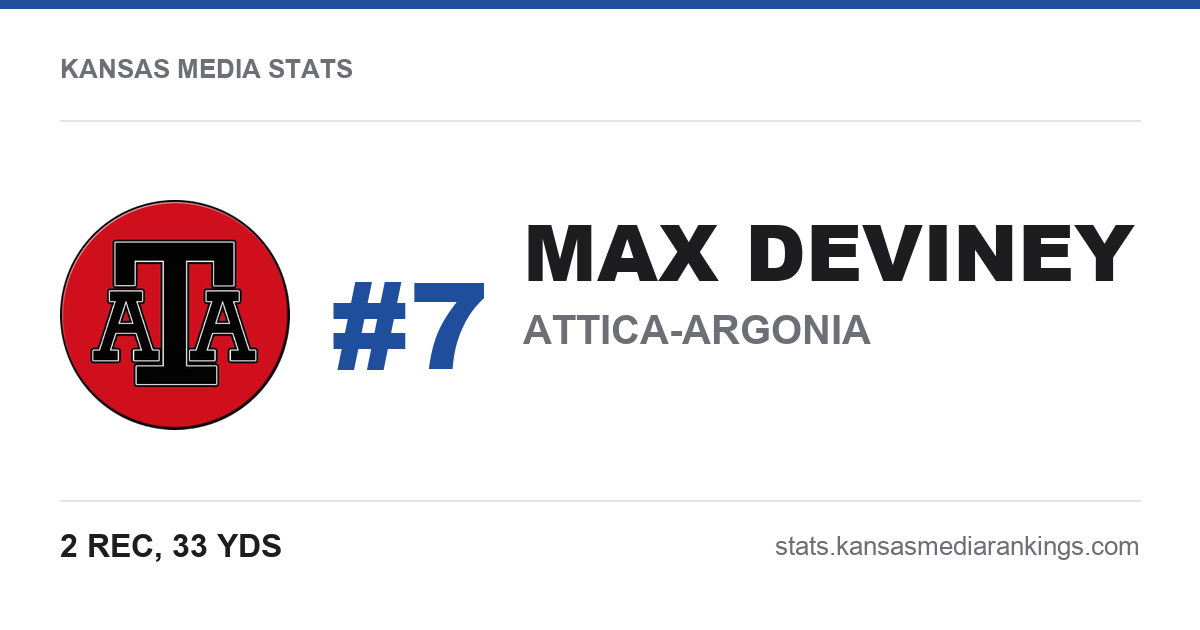 KANSAS MEDIA STATS
ATA
#7
MAX DEVINEY
ATTICA-ARGONIA
2 REC, 33 YDS
stats.kansasmediarankings.com